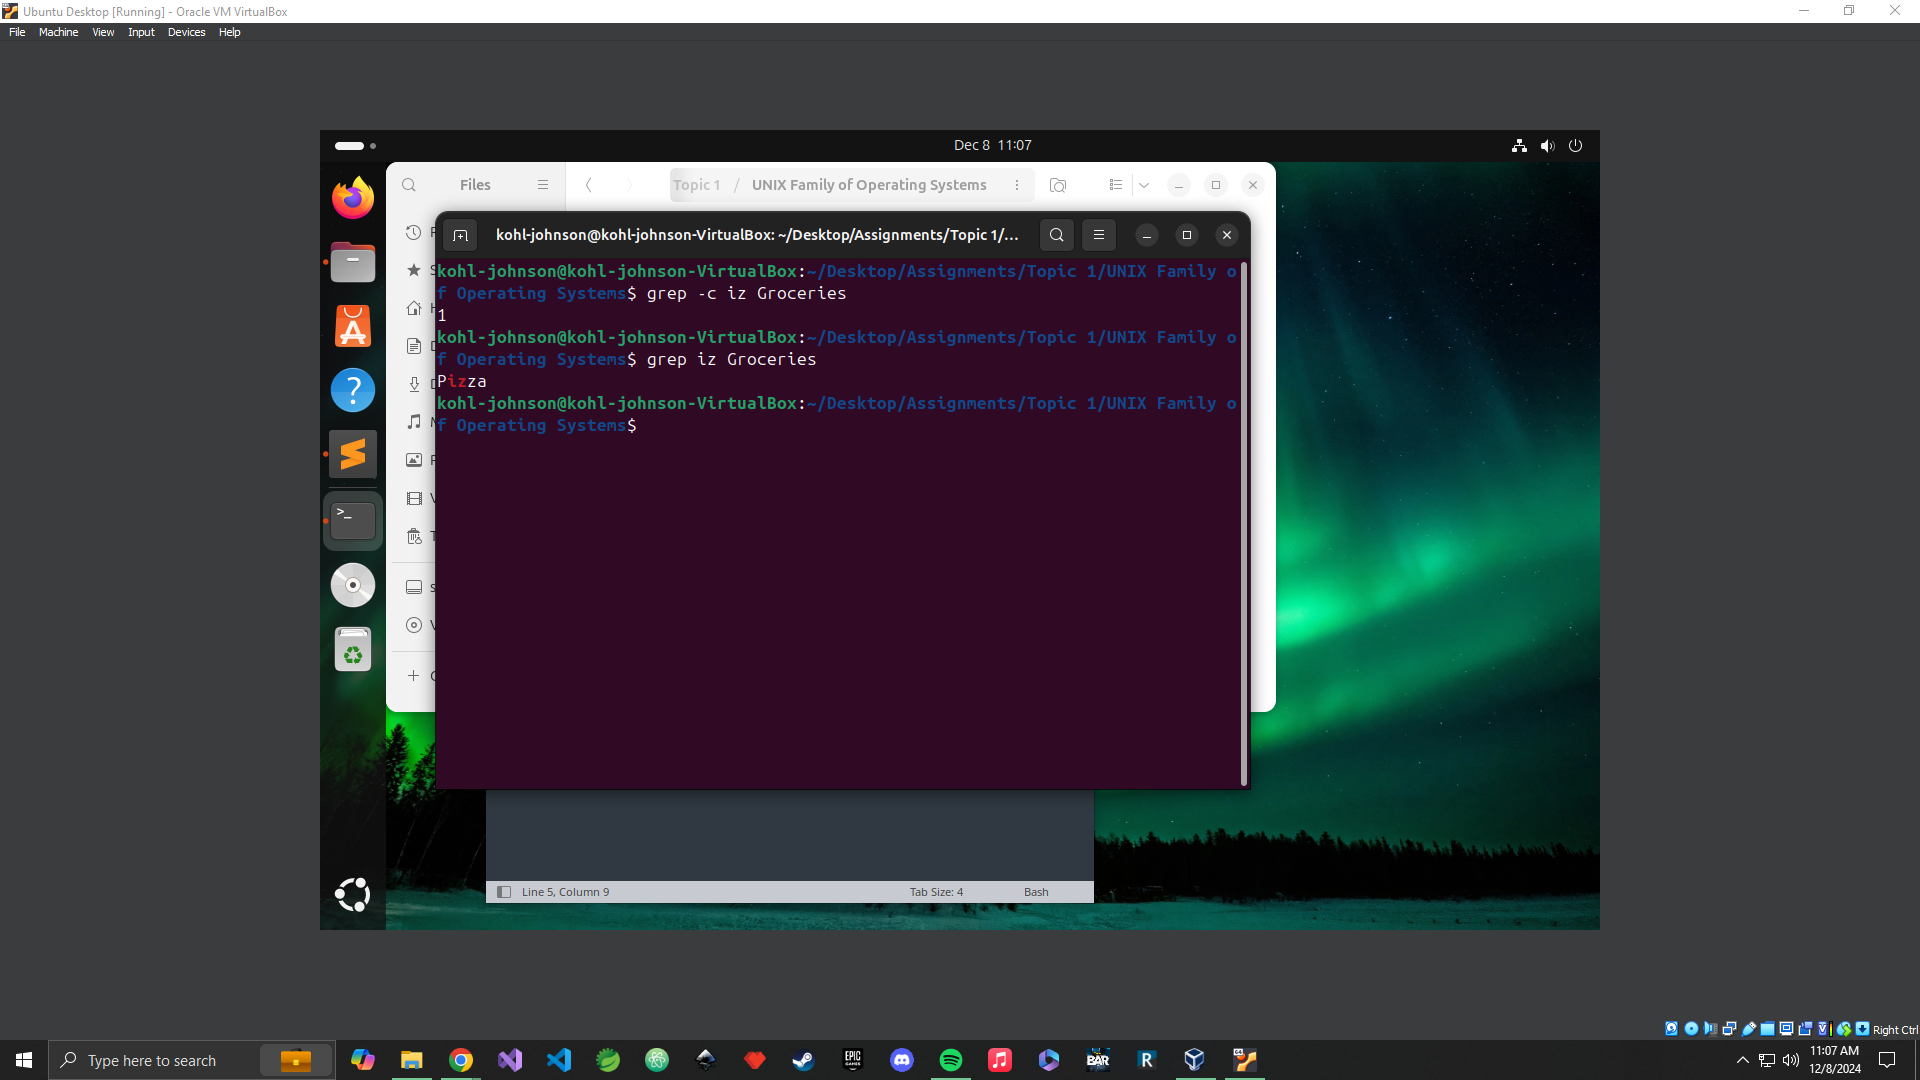 Ubuntu Desktop [Running] - Oracle VM VirtualBox
File Machine View Input Devices Help
Dec 8 11:07
Files
Topic 1 / UNIX Family of Operating Systems
kohl-johnson@kohl-johnson-VirtualBox: ~/Desktop/Assignments/Topic 1/...
kohl-johnson@kohl-johnson-VirtualBox:~/Desktop/Assignments/Topic 1/UNIX Family o
f Operating Systems$ grep -c iz Groceries
1
kohl-johnson@kohl-johnson-VirtualBox:~/Desktop/Assignments/Topic 1/UNIX Family o
f Operating Systems$ grep iz Groceries
Pizza
kohl-johnson@kohl-johnson-VirtualBox:~/Desktop/Assignments/Topic 1/UNIX Family o
f Operating Systems$
Line 5, Column 9 Tab Size: 4 Bash
Right Ctrl
Type here to search
EPIC GAMES
BAR
R
11:07 AM
12/8/2024